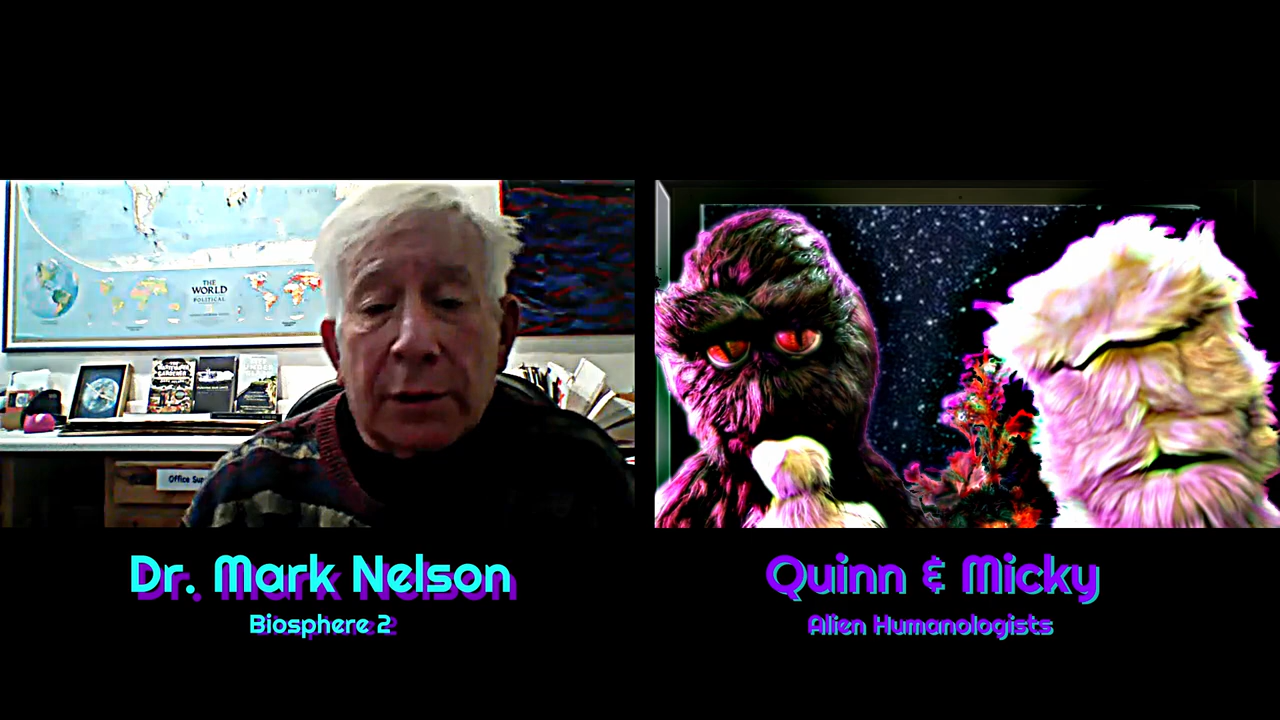 THE
WORLD
POLITICAL
Office Sup
Dr. Mark Nelson
Biosphere 2
Quinn & Micky
Alien Humanologists